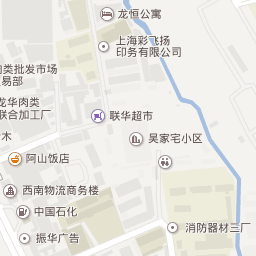 龙恒公寓
上海彩飞扬
印务有限公司
肉类批发市场
易部
龙华肉类
联合加工厂
联华超市
木
吴家宅小区
阿山饭店
西南物流商务楼
中国石化
振华广告
消防器材三厂